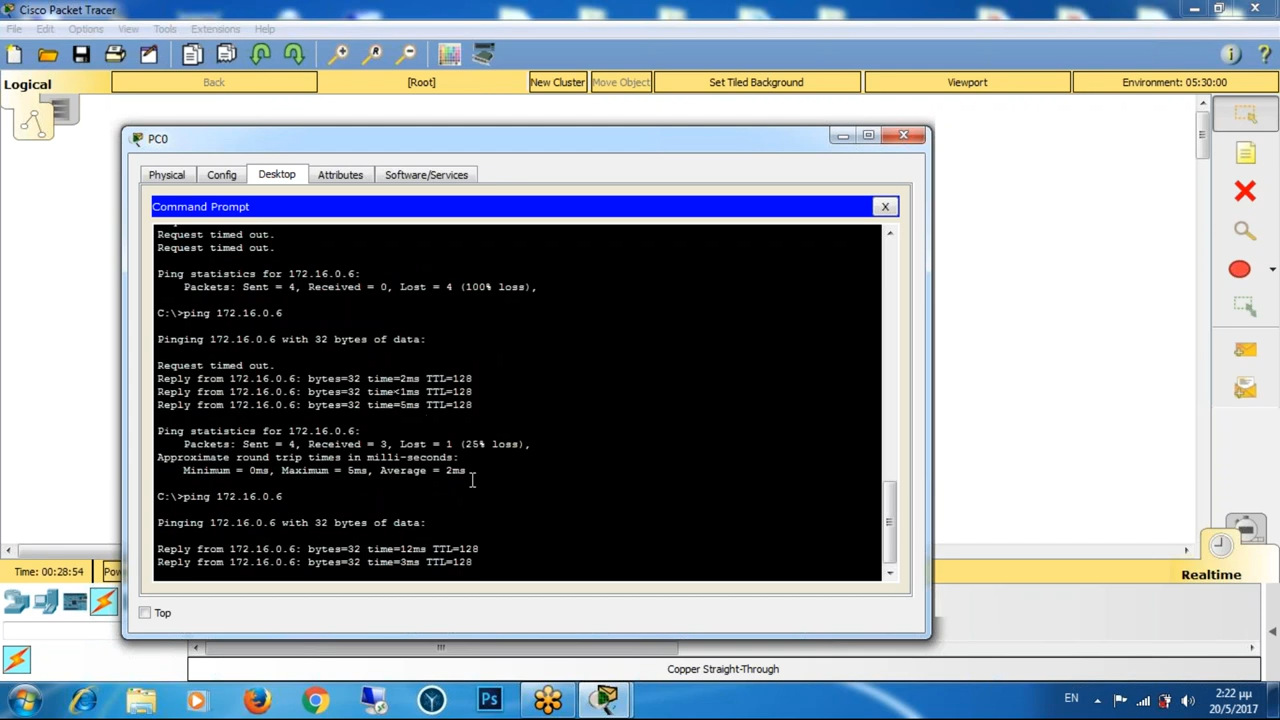 Cisco Packet Tracer
File Edit Options View Tools Extensions Help
Logical Back [Root] New Cluster Move Object Set Tiled Background Viewport Environment: 05:30:00
PC0
Physical Config Desktop Attributes Software/Services
Command Prompt X
Request timed out.
Request timed out.
Ping statistics for 172.16.0.6:
Packets: Sent = 4, Received = 0, Lost = 4 (100% loss),
C:\>ping 172.16.0.6
Pinging 172.16.0.6 with 32 bytes of data:
Request timed out.
Reply from 172.16.0.6: bytes=32 time=2ms TTL=128
Reply from 172.16.0.6: bytes=32 time<1ms TTL=128
Reply from 172.16.0.6: bytes=32 time=5ms TTL=128
Ping statistics for 172.16.0.6:
Packets: Sent = 4, Received = 3, Lost = 1 (25% loss),
Approximate round trip times in milli-seconds:
Minimum = 0ms, Maximum = 5ms, Average = 2ms
C:\>ping 172.16.0.6
Pinging 172.16.0.6 with 32 bytes of data:
Reply from 172.16.0.6: bytes=32 time=12ms TTL=128
Reply from 172.16.0.6: bytes=32 time=3ms TTL=128
Top
Time: 00:28:54 Pow
Realtime
Copper Straight-Through
Ps
EN
2:22 μμ
20/5/2017